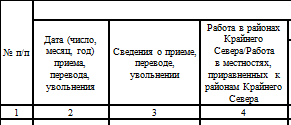 № п/п
Дата (число,
месяц, год)
приема,
перевода,
увольнения
Сведения о приеме,
переводе,
увольнении
Работа в районах
Крайнего
Севера/Работа
в местностях,
приравненных к
районам Крайнего
Севера
1 2 3 4